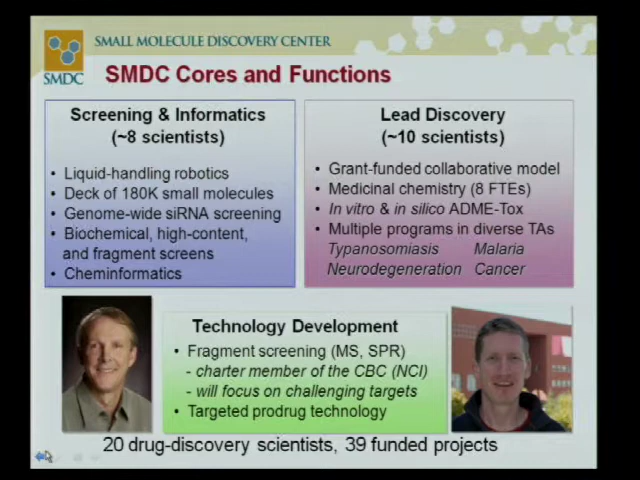 SMALL MOLECULE DISCOVERY CENTER
SMDC
SMDC Cores and Functions
Screening & Informatics
(~8 scientists)
• Liquid-handling robotics
• Deck of 180K small molecules
• Genome-wide siRNA screening
• Biochemical, high-content,
and fragment screens
• Cheminformatics
Lead Discovery
(~10 scientists)
• Grant-funded collaborative model
• Medicinal chemistry (8 FTEs)
• In vitro & in silico ADME-Tox
• Multiple programs in diverse TAs
Trypanosomiasis Malaria
Neurodegeneration Cancer
Technology Development
• Fragment screening (MS, SPR)
- charter member of the CBC (NCI)
- will focus on challenging targets
• Targeted prodrug technology
20 drug-discovery scientists, 39 funded projects